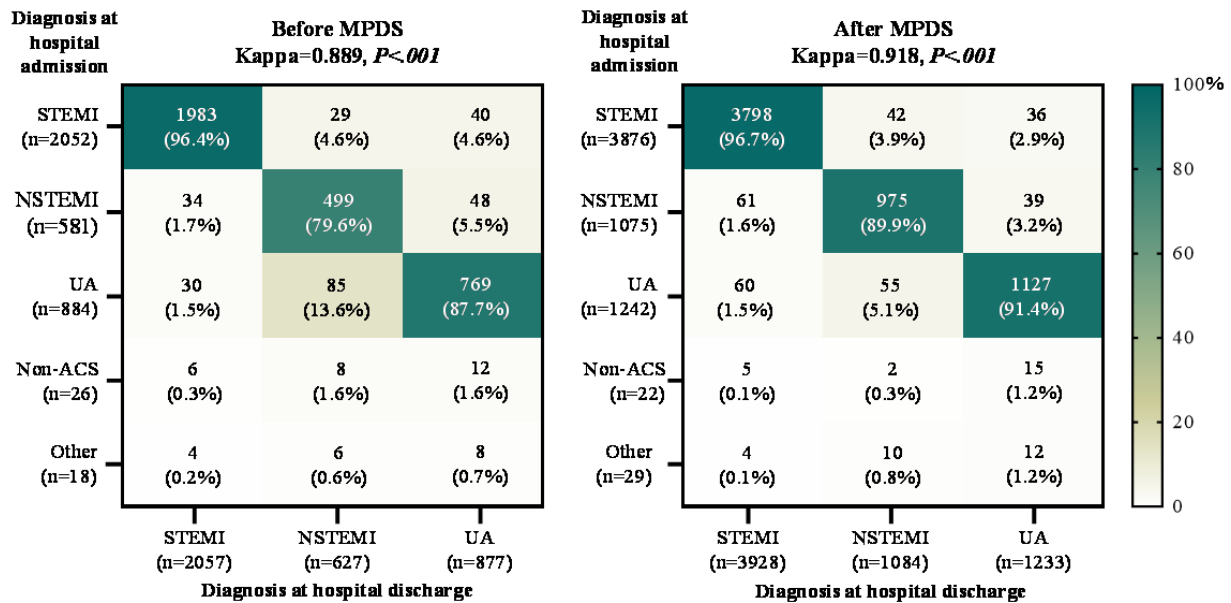 Diagnosis at
hospital
admission
Before MPDS
Kappa=0.889, P<.001
STEMI
(n=2052)
1983
(96.4%)
29
(4.6%)
40
(4.6%)
NSTEMI
(n=581)
34
(1.7%)
499
(79.6%)
48
(5.5%)
UA
(n=884)
30
(1.5%)
85
(13.6%)
769
(87.7%)
Non-ACS
(n=26)
6
(0.3%)
8
(1.6%)
12
(1.6%)
Other
(n=18)
4
(0.2%)
6
(0.6%)
8
(0.7%)
STEMI
(n=2057)
NSTEMI
(n=627)
UA
(n=877)
Diagnosis at hospital discharge
Diagnosis at
hospital
admission
After MPDS
Kappa=0.918, P<.001
STEMI
(n=3876)
3798
(96.7%)
42
(3.9%)
36
(2.9%)
NSTEMI
(n=1075)
61
(1.6%)
975
(89.9%)
39
(3.2%)
UA
(n=1242)
60
(1.5%)
55
(5.1%)
1127
(91.4%)
Non-ACS
(n=22)
5
(0.1%)
2
(0.3%)
15
(1.2%)
Other
(n=29)
4
(0.1%)
10
(0.8%)
12
(1.2%)
STEMI
(n=3928)
NSTEMI
(n=1084)
UA
(n=1233)
Diagnosis at hospital discharge
100%
80
60
40
20
0